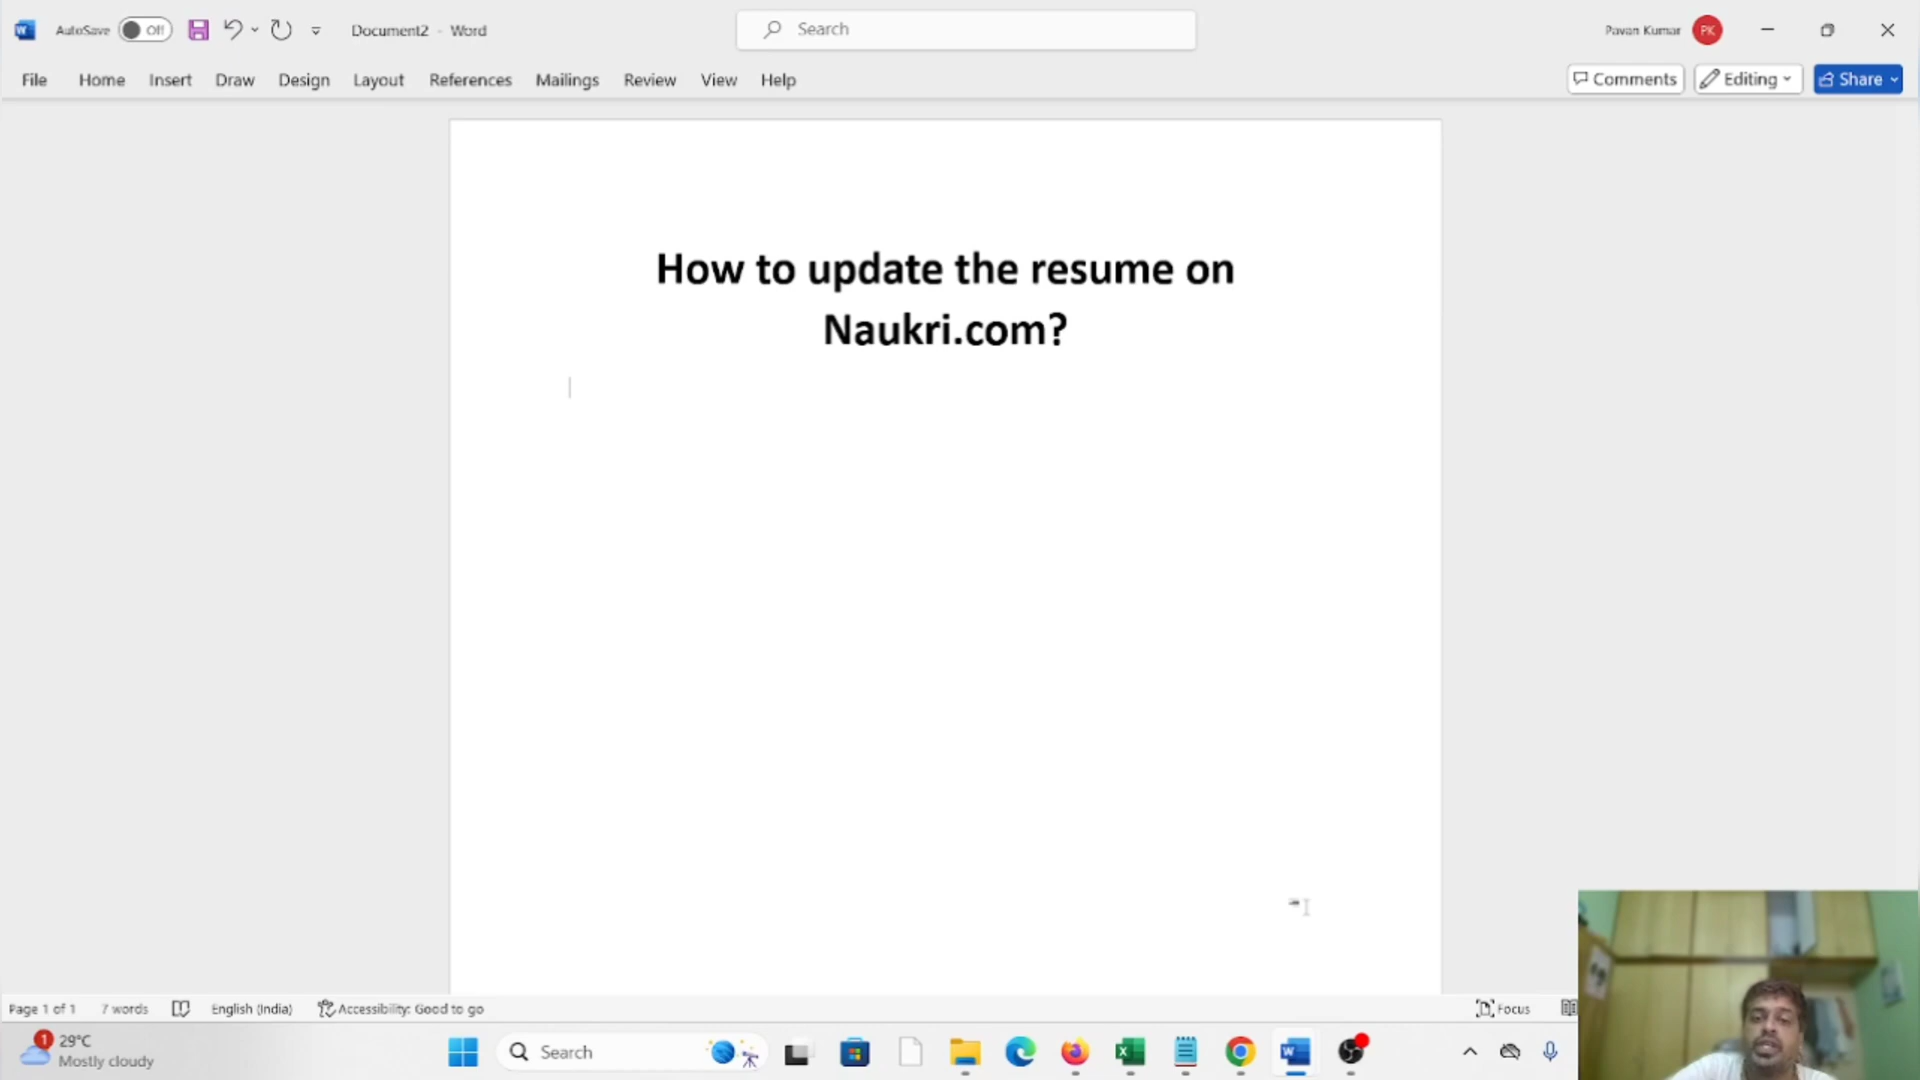 AutoSave Off Document2 - Word Search Pavan Kumar PK
File Home Insert Draw Design Layout References Mailings Review View Help Comments Editing Share
How to update the resume on
Naukri.com?
Page 1 of 1 7 words English (India) Accessibility: Good to go Focus
1 29°C
Mostly cloudy
Search